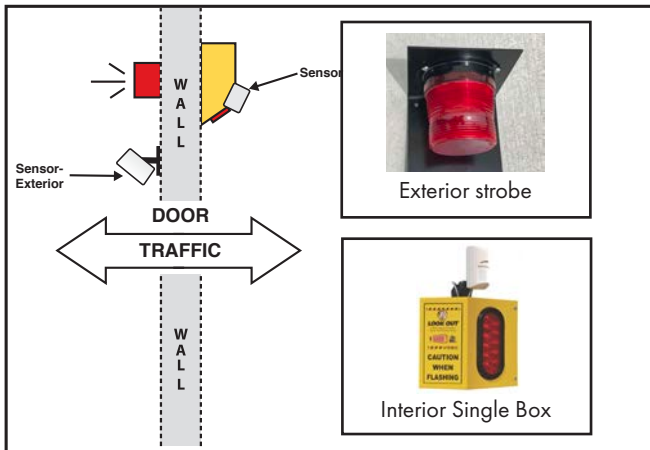 W
A
L
L
Sensor
Sensor-
Exterior
DOOR
TRAFFIC
W
A
L
L
Exterior strobe
LOOK OUT
CAUTION
WHEN
FLASHING
Interior Single Box